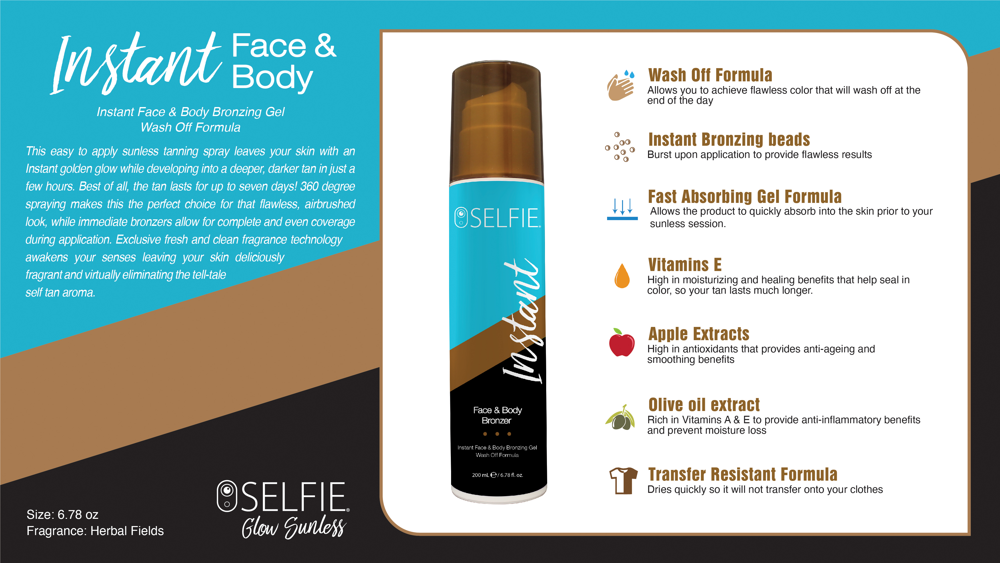 Instant Face &
Body
Instant Face & Body Bronzing Gel
Wash Off Formula
This easy to apply sunless tanning spray leaves your skin with an
Instant golden glow while developing into a deeper, darker tan in just a
few hours. Best of all, the tan lasts for up to seven days! 360 degree
spraying makes this the perfect choice for that flawless, airbrushed
look, while immediate bronzers allow for complete and even coverage
during application. Exclusive fresh and clean fragrance technology
awakens your senses leaving your skin deliciously
fragrant and virtually eliminating the tell-tale
self tan aroma.
Size: 6.78 oz
Fragrance: Herbal Fields
SELFIE®
Glow Sunless
SELFIE®
Instant
Face & Body
Bronzer
Instant Face & Body Bronzing Gel
Wash Off Formula
200 mL ℮ / 6.78 fl. oz.
Wash Off Formula
Allows you to achieve flawless color that will wash off at the
end of the day
Instant Bronzing beads
Burst upon application to provide flawless results
Fast Absorbing Gel Formula
Allows the product to quickly absorb into the skin prior to your
sunless session.
Vitamins E
High in moisturizing and healing benefits that help seal in
color, so your tan lasts much longer.
Apple Extracts
High in antioxidants that provides anti-ageing and
smoothing benefits
Olive oil extract
Rich in Vitamins A & E to provide anti-inflammatory benefits
and prevent moisture loss
Transfer Resistant Formula
Dries quickly so it will not transfer onto your clothes